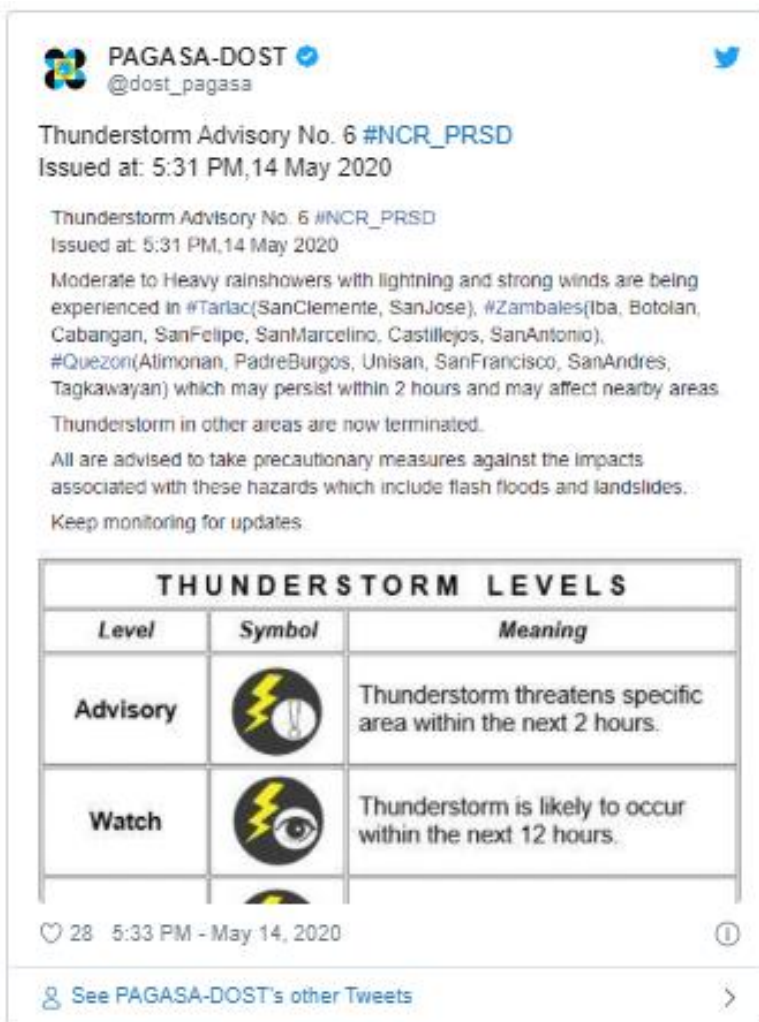 PAGASA-DOST
@dost_pagasa
Thunderstorm Advisory No. 6 #NCR_PRSD
Issued at: 5:31 PM,14 May 2020
Thunderstorm Advisory No. 6 #NCR_PRSD
Issued at: 5:31 PM,14 May 2020
Moderate to Heavy rainshowers with lightning and strong winds are being
experienced in #Tarlac(SanClemente, SanJose), #Zambales(Iba, Botolan,
Cabangan, SanFelipe, SanMarcelino, Castillejos, SanAntonio),
#Quezon(Atimonan, PadreBurgos, Unisan, SanFrancisco, SanAndres,
Tagkawayan) which may persist within 2 hours and may affect nearby areas.
Thunderstorm in other areas are now terminated.
All are advised to take precautionary measures against the impacts
associated with these hazards which include flash floods and landslides.
Keep monitoring for updates.
THUNDERSTORM LEVELS
Level Symbol Meaning
Advisory Thunderstorm threatens specific
area within the next 2 hours.
Watch Thunderstorm is likely to occur
within the next 12 hours.
28 5:33 PM - May 14, 2020
See PAGASA-DOST's other Tweets